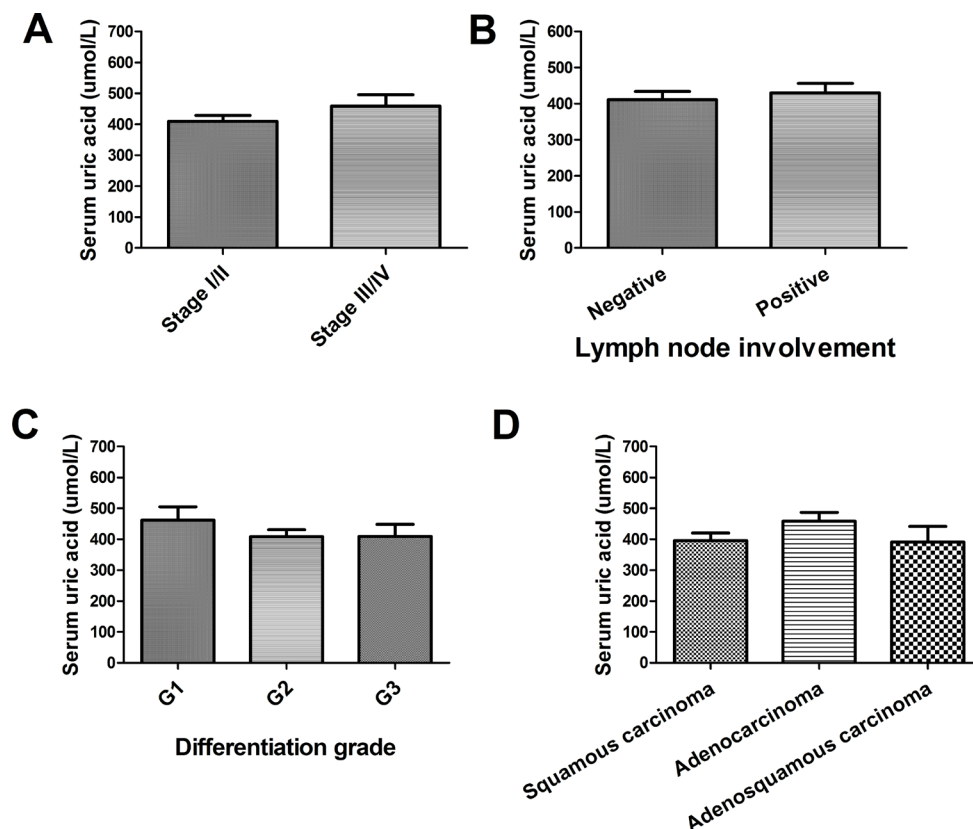 A
Serum uric acid (umol/L)
700
600
500
400
300
200
100
0
Stage I/II
Stage III/IV
B
Serum uric acid (umol/L)
600
500
400
300
200
100
0
Negative
Positive
Lymph node involvement
C
Serum uric acid (umol/L)
700
600
500
400
300
200
100
0
G1
G2
G3
Differentiation grade
D
Serum uric acid (umol/L)
700
600
500
400
300
200
100
0
Squamous carcinoma
Adenocarcinoma
Adenosquamous carcinoma